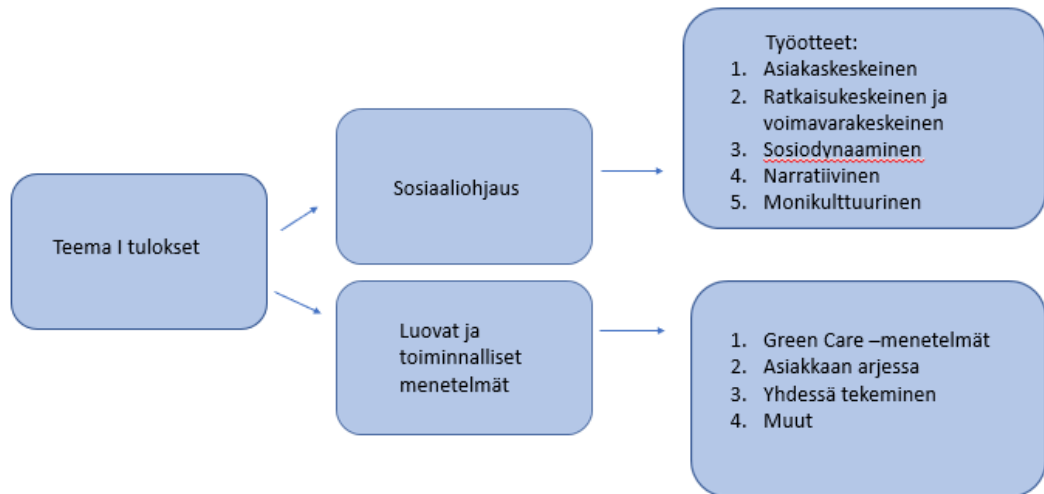 Teema I tulokset
Sosiaaliohjaus
Työotteet:
1. Asiakaskeskeinen
2. Ratkaisukeskeinen ja
voimavarakeskeinen
3. Sosiodynaaminen
4. Narratiivinen
5. Monikulttuurinen
Luovat ja
toiminnalliset
menetelmät
1. Green Care –menetelmät
2. Asiakkaan arjessa
3. Yhdessä tekeminen
4. Muut